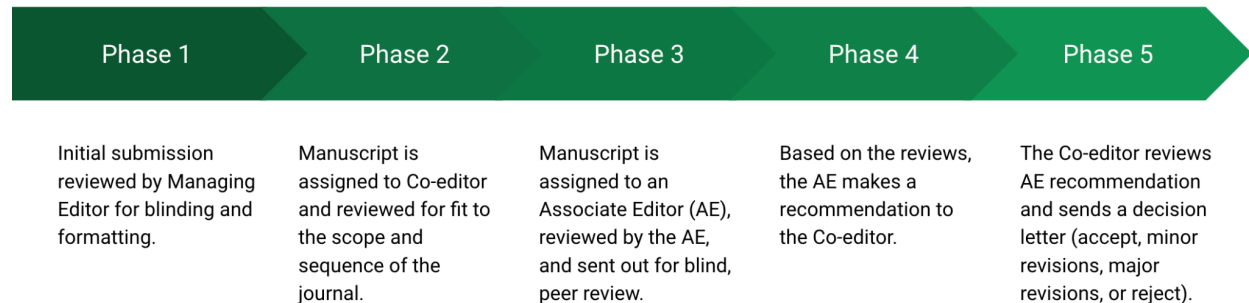 Phase 1
Phase 2
Phase 3
Phase 4
Phase 5
Initial submission
reviewed by Managing
Editor for blinding and
formatting.
Manuscript is
assigned to Co-editor
and reviewed for fit to
the scope and
sequence of the
journal.
Manuscript is
assigned to an
Associate Editor (AE),
reviewed by the AE,
and sent out for blind,
peer review.
Based on the reviews,
the AE makes a
recommendation to
the Co-editor.
The Co-editor reviews
AE recommendation
and sends a decision
letter (accept, minor
revisions, major
revisions, or reject).